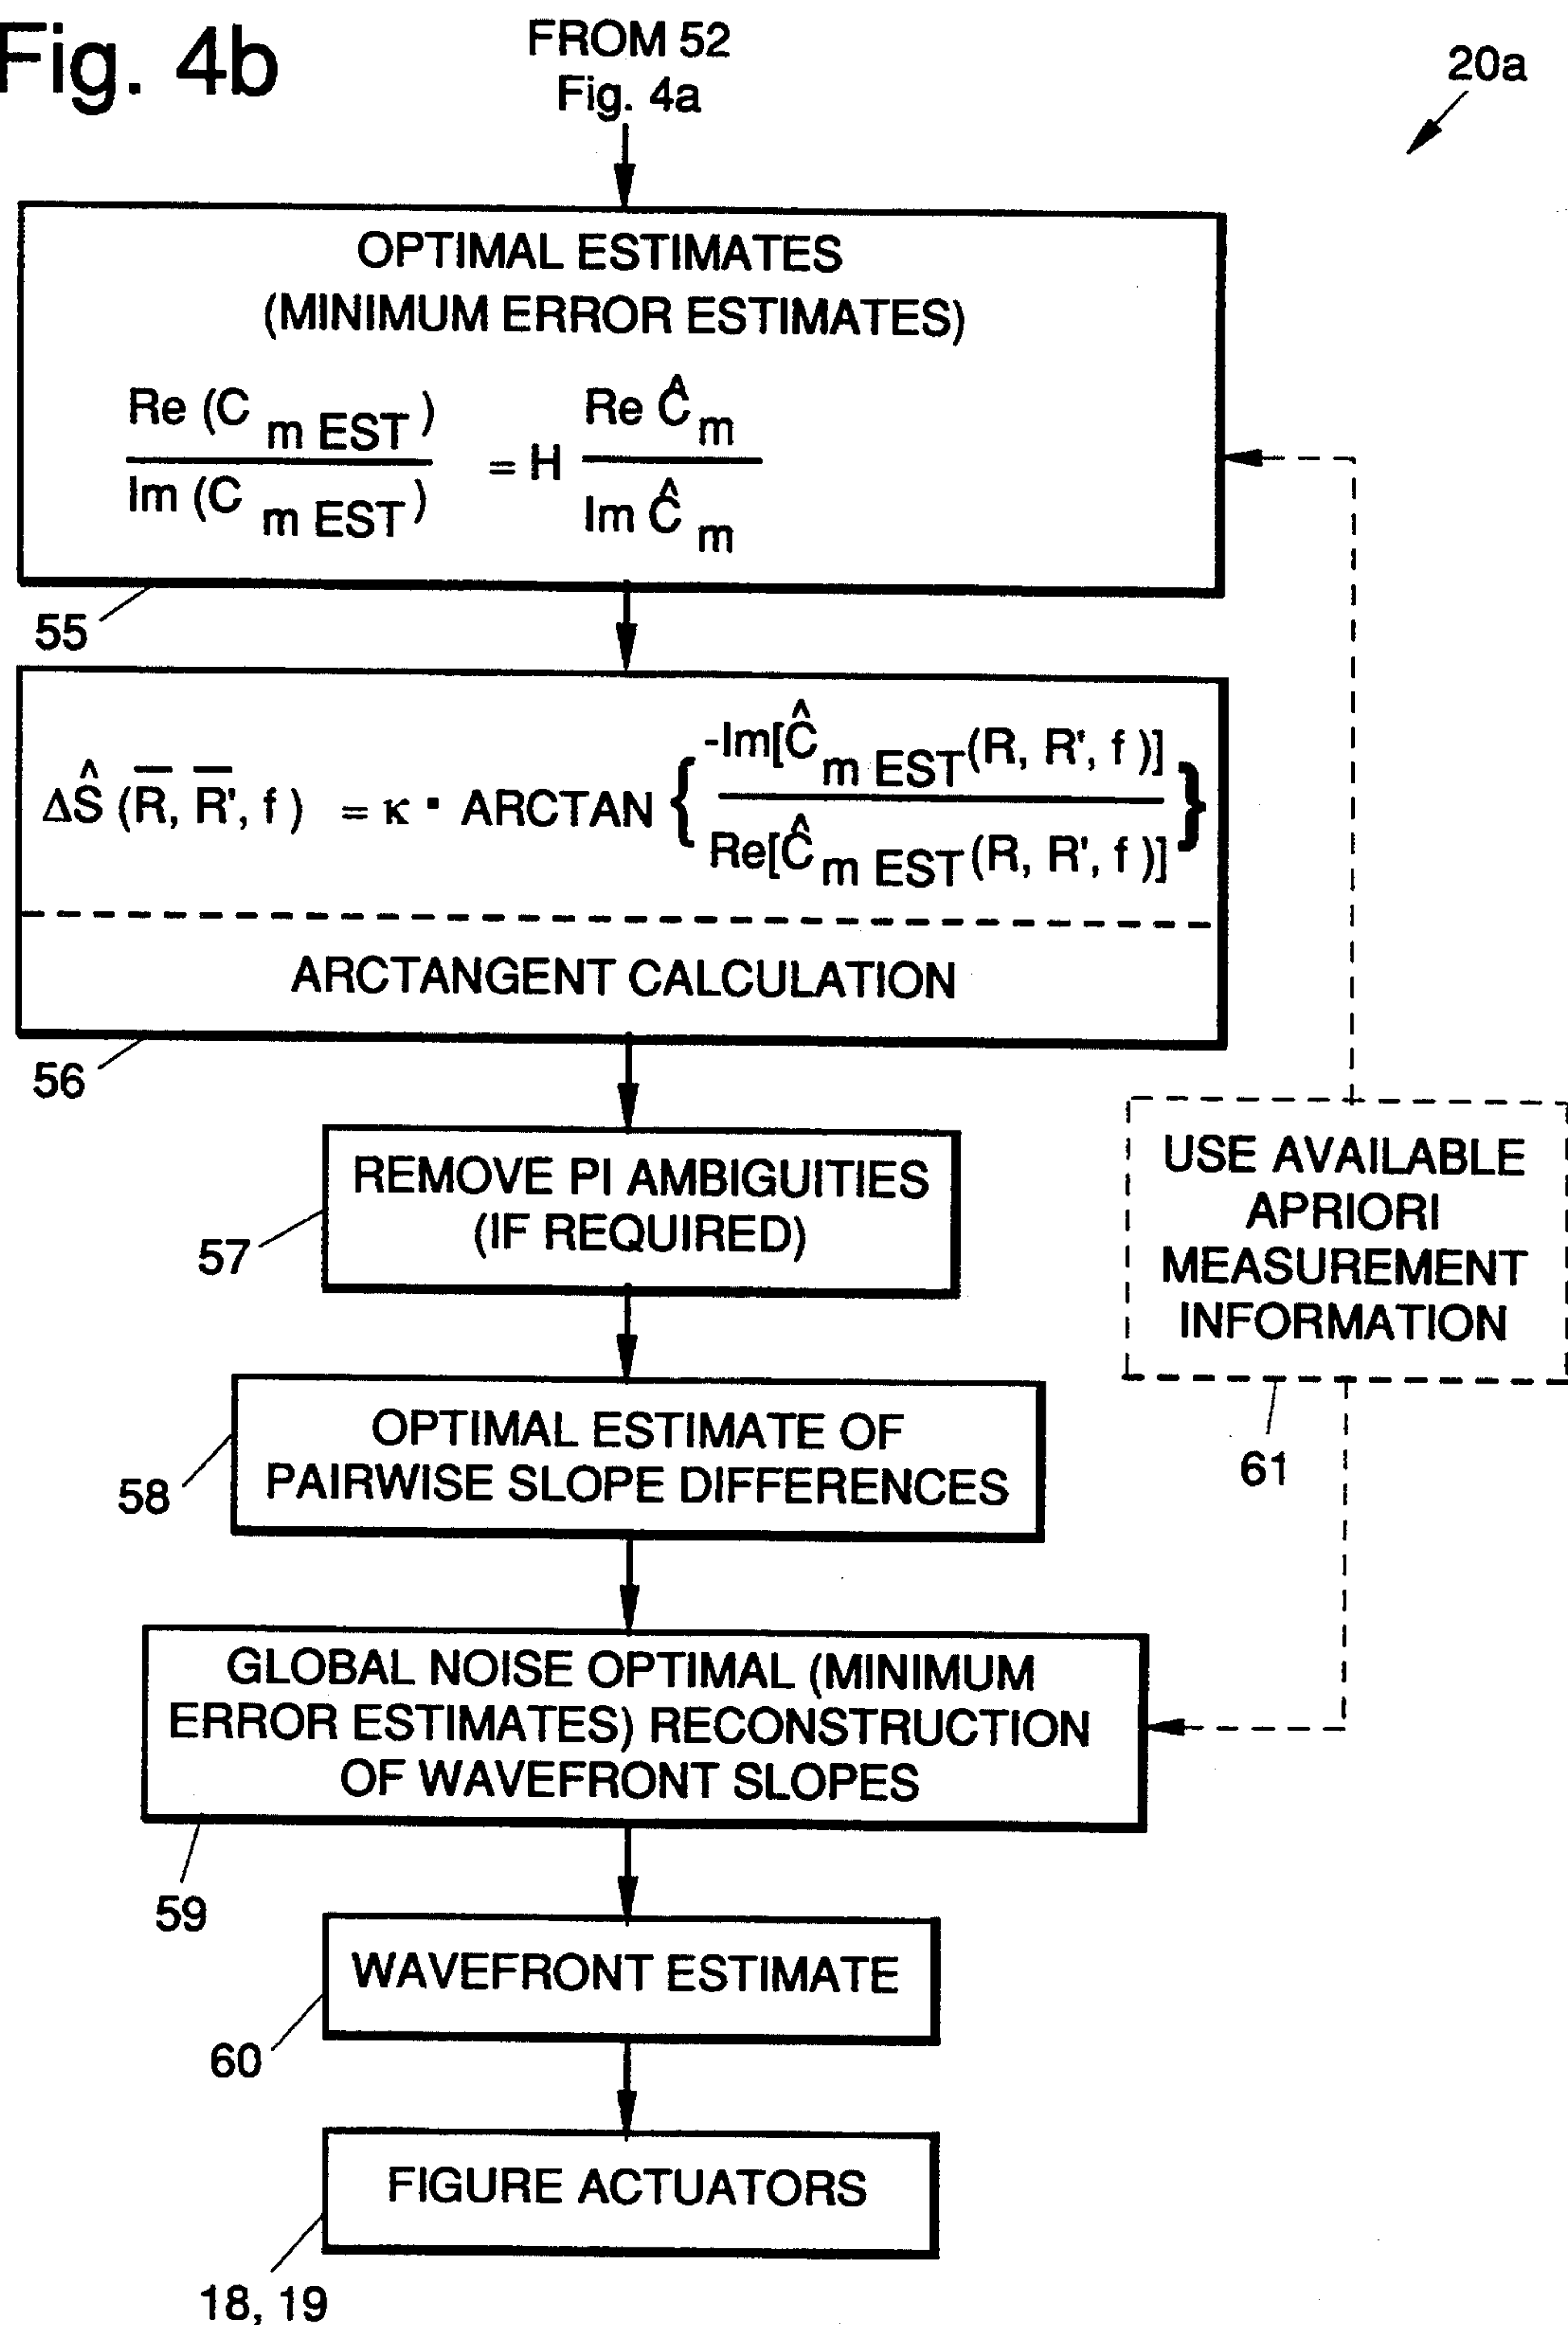 Fig. 4b
FROM 52
Fig. 4a
20a
OPTIMAL ESTIMATES
(MINIMUM ERROR ESTIMATES)
Re (C m EST)
Im (C m EST)
= H
Re Ĉ m
Im Ĉ m
55
ΔŜ (R̅, R̅', f ) = κ ▪ ARCTAN {
-Im[Ĉ m EST (R, R', f )]
Re[Ĉ m EST (R, R', f )]
}
ARCTANGENT CALCULATION
56
REMOVE PI AMBIGUITIES
(IF REQUIRED)
57
USE AVAILABLE
APRIORI
MEASUREMENT
INFORMATION
61
OPTIMAL ESTIMATE OF
PAIRWISE SLOPE DIFFERENCES
58
GLOBAL NOISE OPTIMAL (MINIMUM
ERROR ESTIMATES) RECONSTRUCTION
OF WAVEFRONT SLOPES
59
WAVEFRONT ESTIMATE
60
FIGURE ACTUATORS
18, 19